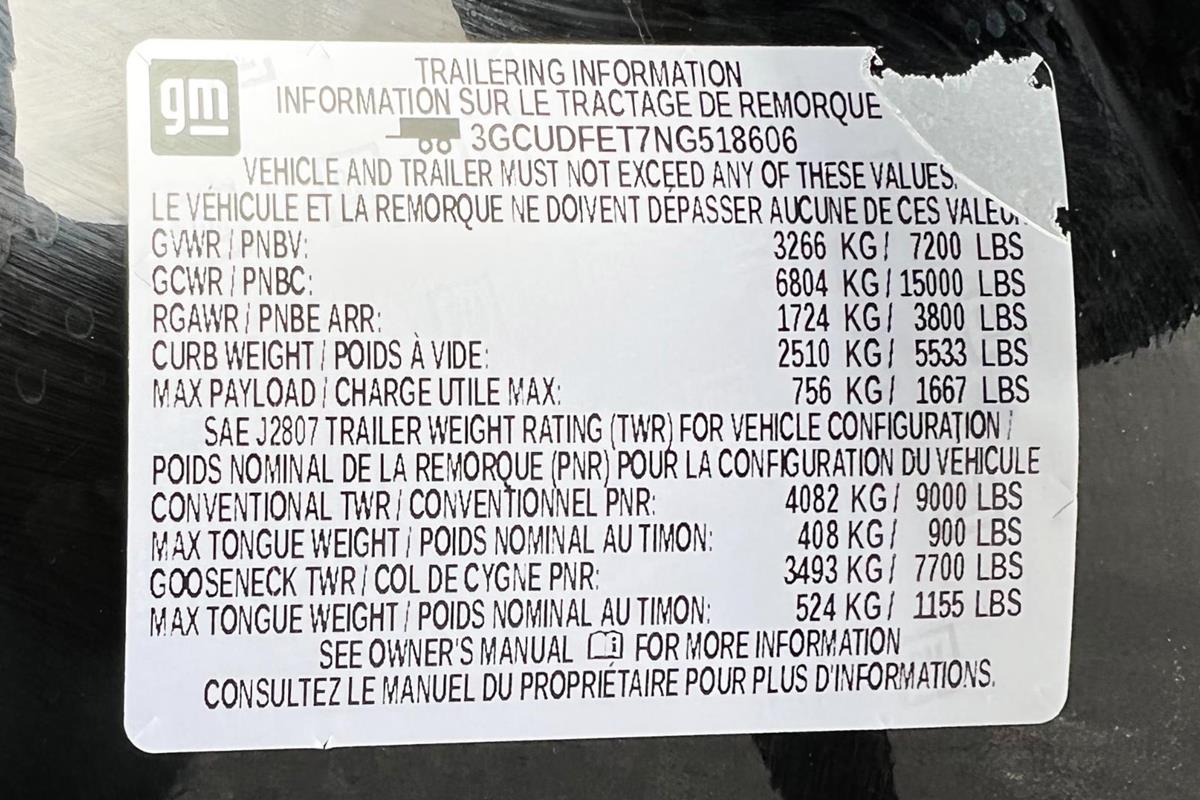 gm
TRAILERING INFORMATION
INFORMATION SUR LE TRACTAGE DE REMORQUE
3GCUDFET7NG518606
VEHICLE AND TRAILER MUST NOT EXCEED ANY OF THESE VALUES.
LE VÉHICULE ET LA REMORQUE NE DOIVENT DÉPASSER AUCUNE DE CES
GVWR / PNBV: 3266 KG / 7200 LBS
GCWR / PNBC: 6804 KG / 15000 LBS
RGAWR / PNBE ARR: 1724 KG / 3800 LBS
CURB WEIGHT / POIDS À VIDE: 2510 KG / 5533 LBS
MAX PAYLOAD / CHARGE UTILE MAX: 756 KG / 1667 LBS
SAE J2807 TRAILER WEIGHT RATING (TWR) FOR VEHICLE CONFIGURATION /
POIDS NOMINAL DE LA REMORQUE (PNR) POUR LA CONFIGURATION DU VÉHICULE
CONVENTIONAL TWR / CONVENTIONNEL PNR: 4082 KG / 9000 LBS
MAX TONGUE WEIGHT / POIDS NOMINAL AU TIMON: 408 KG / 900 LBS
GOOSENECK TWR / COL DE CYGNE PNR: 3493 KG / 7700 LBS
MAX TONGUE WEIGHT / POIDS NOMINAL AU TIMON: 524 KG / 1155 LBS
SEE OWNER'S MANUAL FOR MORE INFORMATION
CONSULTEZ LE MANUEL DU PROPRIÉTAIRE POUR PLUS D'INFORMATIONS.